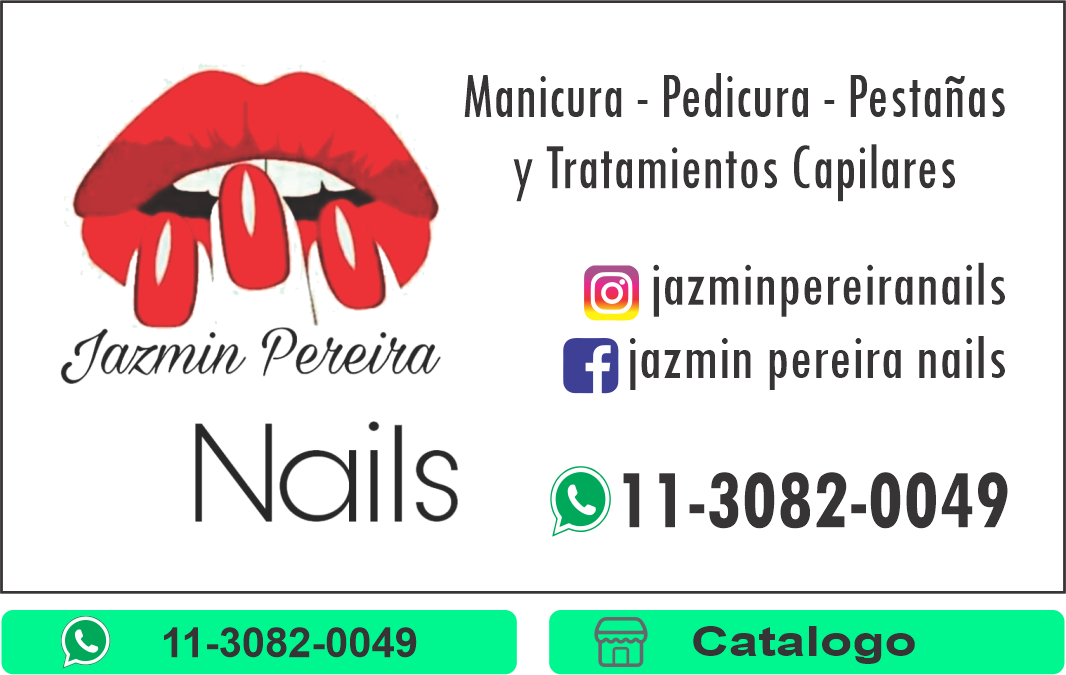 Manicura - Pedicura - Pestañas
y Tratamientos Capilares
jazminpereiranails
jazmin pereira nails
Jazmin Pereira
Nails
11-3082-0049
11-3082-0049
Catalogo